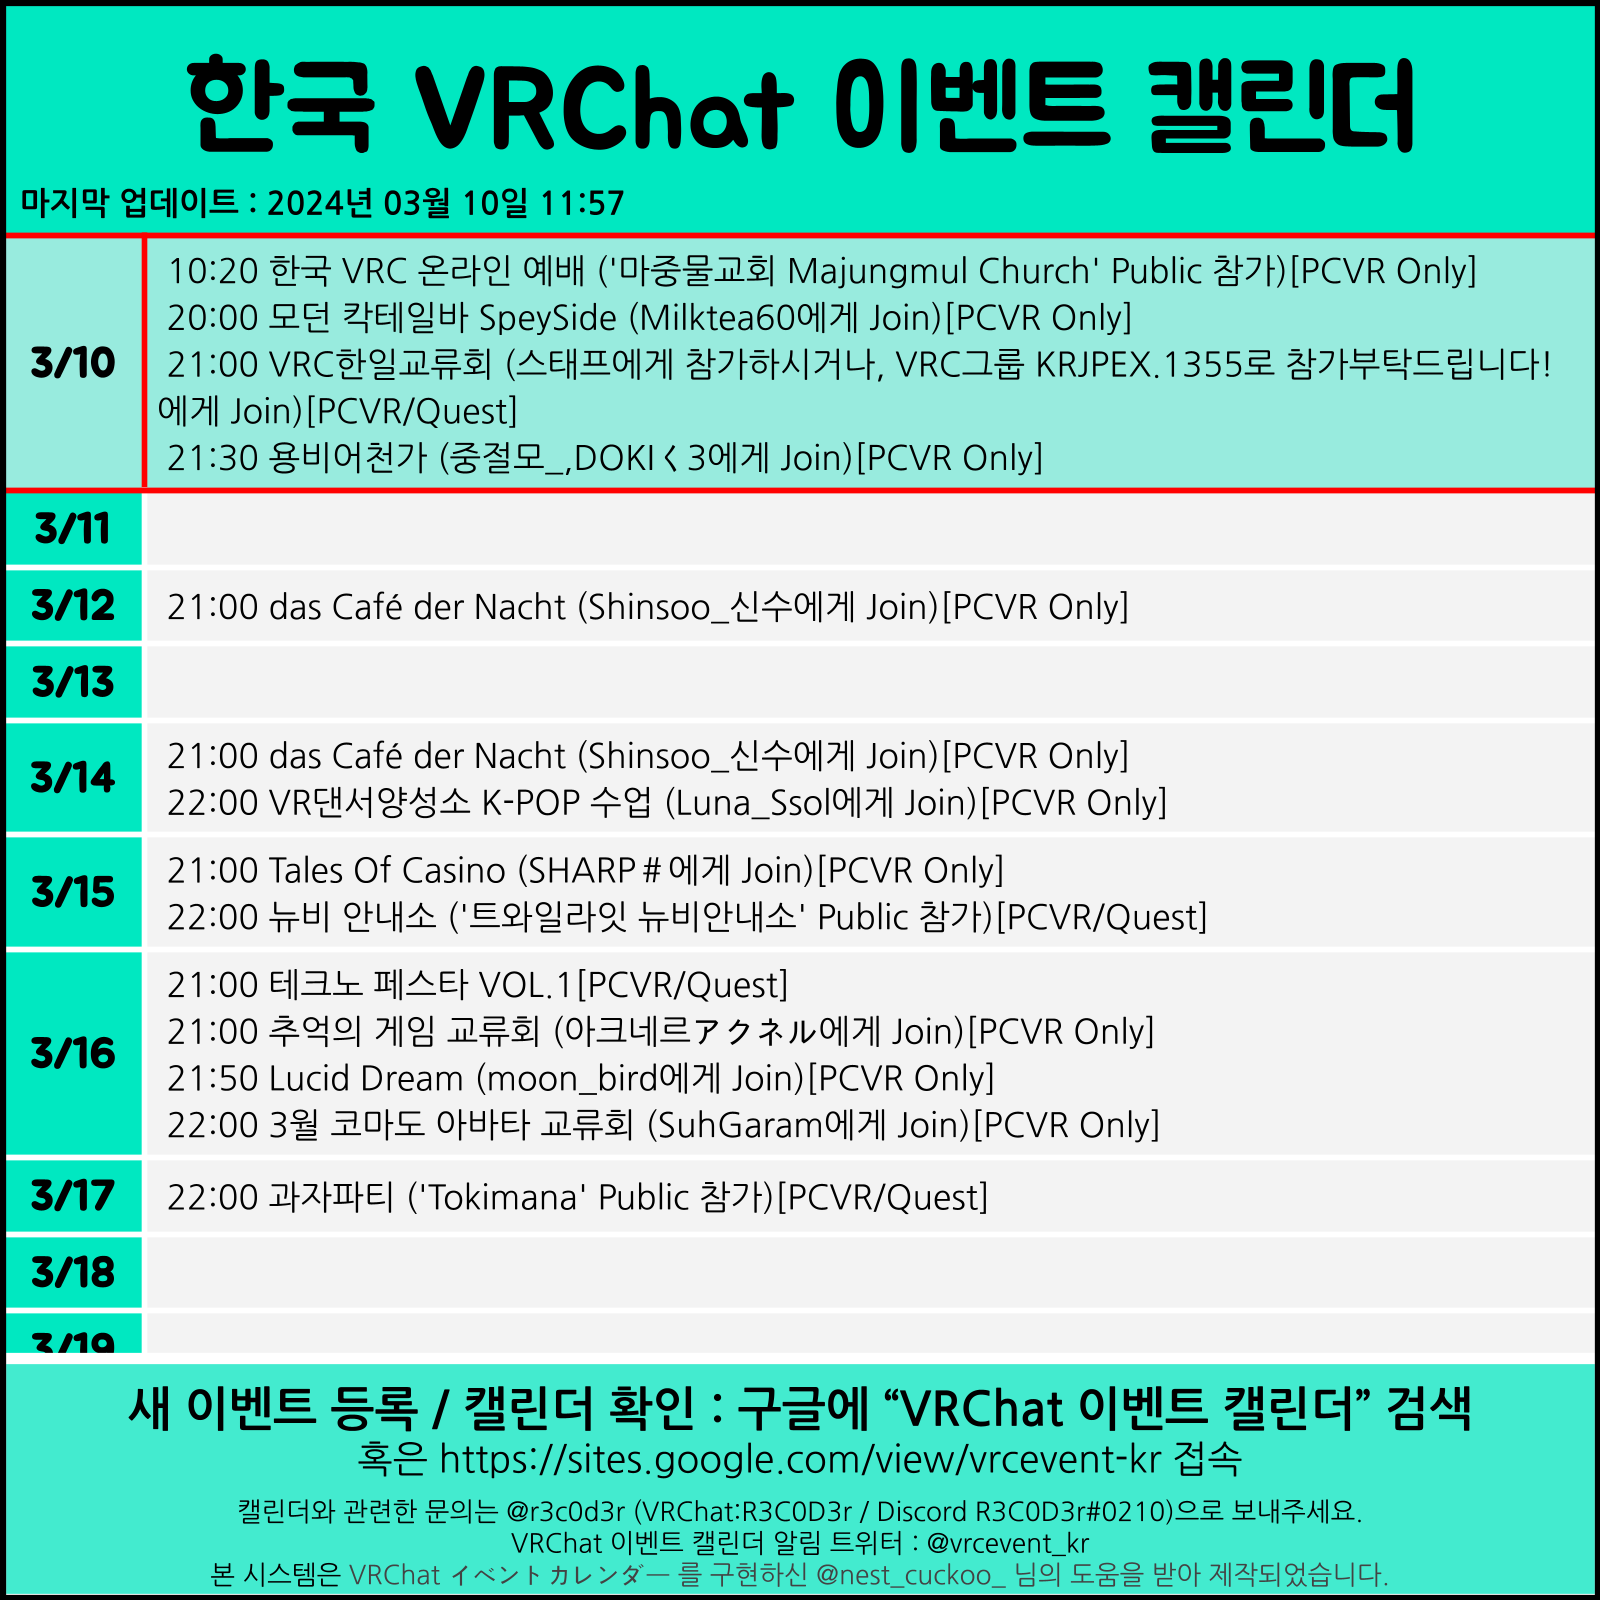 한국 VRChat 이벤트 캘린더
마지막 업데이트 : 2024년 03월 10일 11:57
3/10
10:20 한국 VRC 온라인 예배 ('마중물교회 Majungmul Church' Public 참가)[PCVR Only]
20:00 모던 칵테일바 SpeySide (Milktea60에게 Join)[PCVR Only]
21:00 VRC한일교류회 (스태프에게 참가하시거나, VRC그룹 KRJPEX.1355로 참가부탁드립니다!
에게 Join)[PCVR/Quest]
21:30 용비어천가 (중절모_,DOKIく3에게 Join)[PCVR Only]
3/11
3/12
21:00 das Café der Nacht (Shinsoo_신수에게 Join)[PCVR Only]
3/13
3/14
21:00 das Café der Nacht (Shinsoo_신수에게 Join)[PCVR Only]
22:00 VR댄서양성소 K-POP 수업 (Luna_Ssol에게 Join)[PCVR Only]
3/15
21:00 Tales Of Casino (SHARP＃에게 Join)[PCVR Only]
22:00 뉴비 안내소 ('트와일라잇 뉴비안내소' Public 참가)[PCVR/Quest]
3/16
21:00 테크노 페스타 VOL.1[PCVR/Quest]
21:00 추억의 게임 교류회 (아크네르アクネル에게 Join)[PCVR Only]
21:50 Lucid Dream (moon_bird에게 Join)[PCVR Only]
22:00 3월 코마도 아바타 교류회 (SuhGaram에게 Join)[PCVR Only]
3/17
22:00 과자파티 ('Tokimana' Public 참가)[PCVR/Quest]
3/18
3/19
새 이벤트 등록 / 캘린더 확인 : 구글에 “VRChat 이벤트 캘린더” 검색
혹은 https://sites.google.com/view/vrcevent-kr 접속
캘린더와 관련한 문의는 @r3c0d3r (VRChat:R3C0D3r / Discord R3C0D3r#0210)으로 보내주세요.
VRChat 이벤트 캘린더 알림 트위터 : @vrcevent_kr
본 시스템은 VRChat イベントカレンダー 를 구현하신 @nest_cuckoo_ 님의 도움을 받아 제작되었습니다.